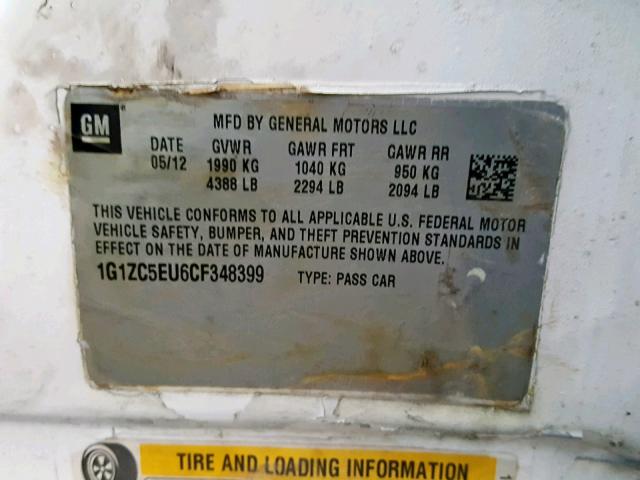 GM
MFD BY GENERAL MOTORS LLC
DATE GVWR GAWR FRT GAWR RR
05/12 1990 KG 1040 KG 950 KG
4388 LB 2294 LB 2094 LB
THIS VEHICLE CONFORMS TO ALL APPLICABLE U.S. FEDERAL MOTOR
VEHICLE SAFETY, BUMPER, AND THEFT PREVENTION STANDARDS IN
EFFECT ON THE DATE OF MANUFACTURE SHOWN ABOVE.
1G1ZC5EU6CF348399 TYPE: PASS CAR
TIRE AND LOADING INFORMATION